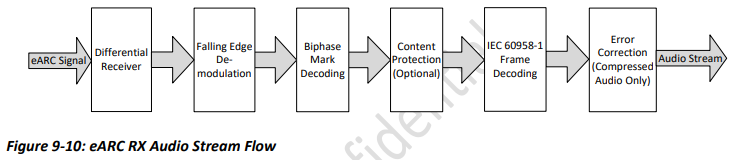 eARC Signal
Differential
Receiver
Falling Edge
De-
modulation
Biphase
Mark
Decoding
Content
Protection
(Optional)
IEC 60958-1
Frame
Decoding
Error
Correction
(Compressed
Audio Only)
Audio Stream
Figure 9-10: eARC RX Audio Stream Flow